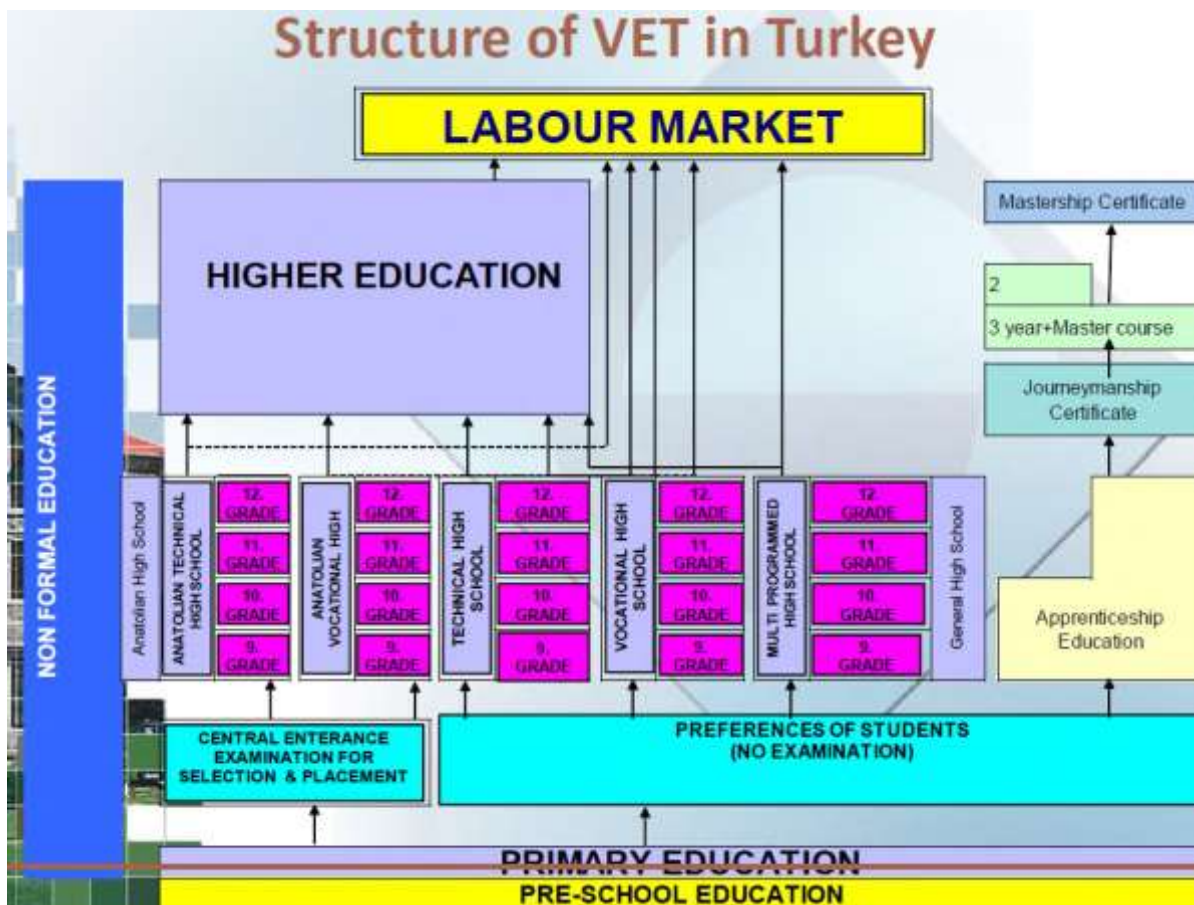 Structure of VET in Turkey
LABOUR MARKET
NON FORMAL EDUCATION
HIGHER EDUCATION
Mastership Certificate
2
3 year+Master course
Journeymanship
Certificate
Anatolian High School
ANATOLIAN TECHNICAL
HIGH SCHOOL
12.
GRADE
11.
GRADE
10.
GRADE
9.
GRADE
ANATOLIAN
VOCATIONAL HIGH
12.
GRADE
11.
GRADE
10.
GRADE
9.
GRADE
TECHNICAL HIGH
SCHOOL
12.
GRADE
11.
GRADE
10.
GRADE
9.
GRADE
VOCATIONAL HIGH
SCHOOL
12.
GRADE
11.
GRADE
10.
GRADE
9.
GRADE
MULTI PROGRAMMED
HIGH SCHOOL
12.
GRADE
11.
GRADE
10.
GRADE
9.
GRADE
General High School
Apprenticeship
Education
CENTRAL ENTERANCE
EXAMINATION FOR
SELECTION & PLACEMENT
PREFERENCES OF STUDENTS
(NO EXAMINATION)
PRIMARY EDUCATION
PRE-SCHOOL EDUCATION